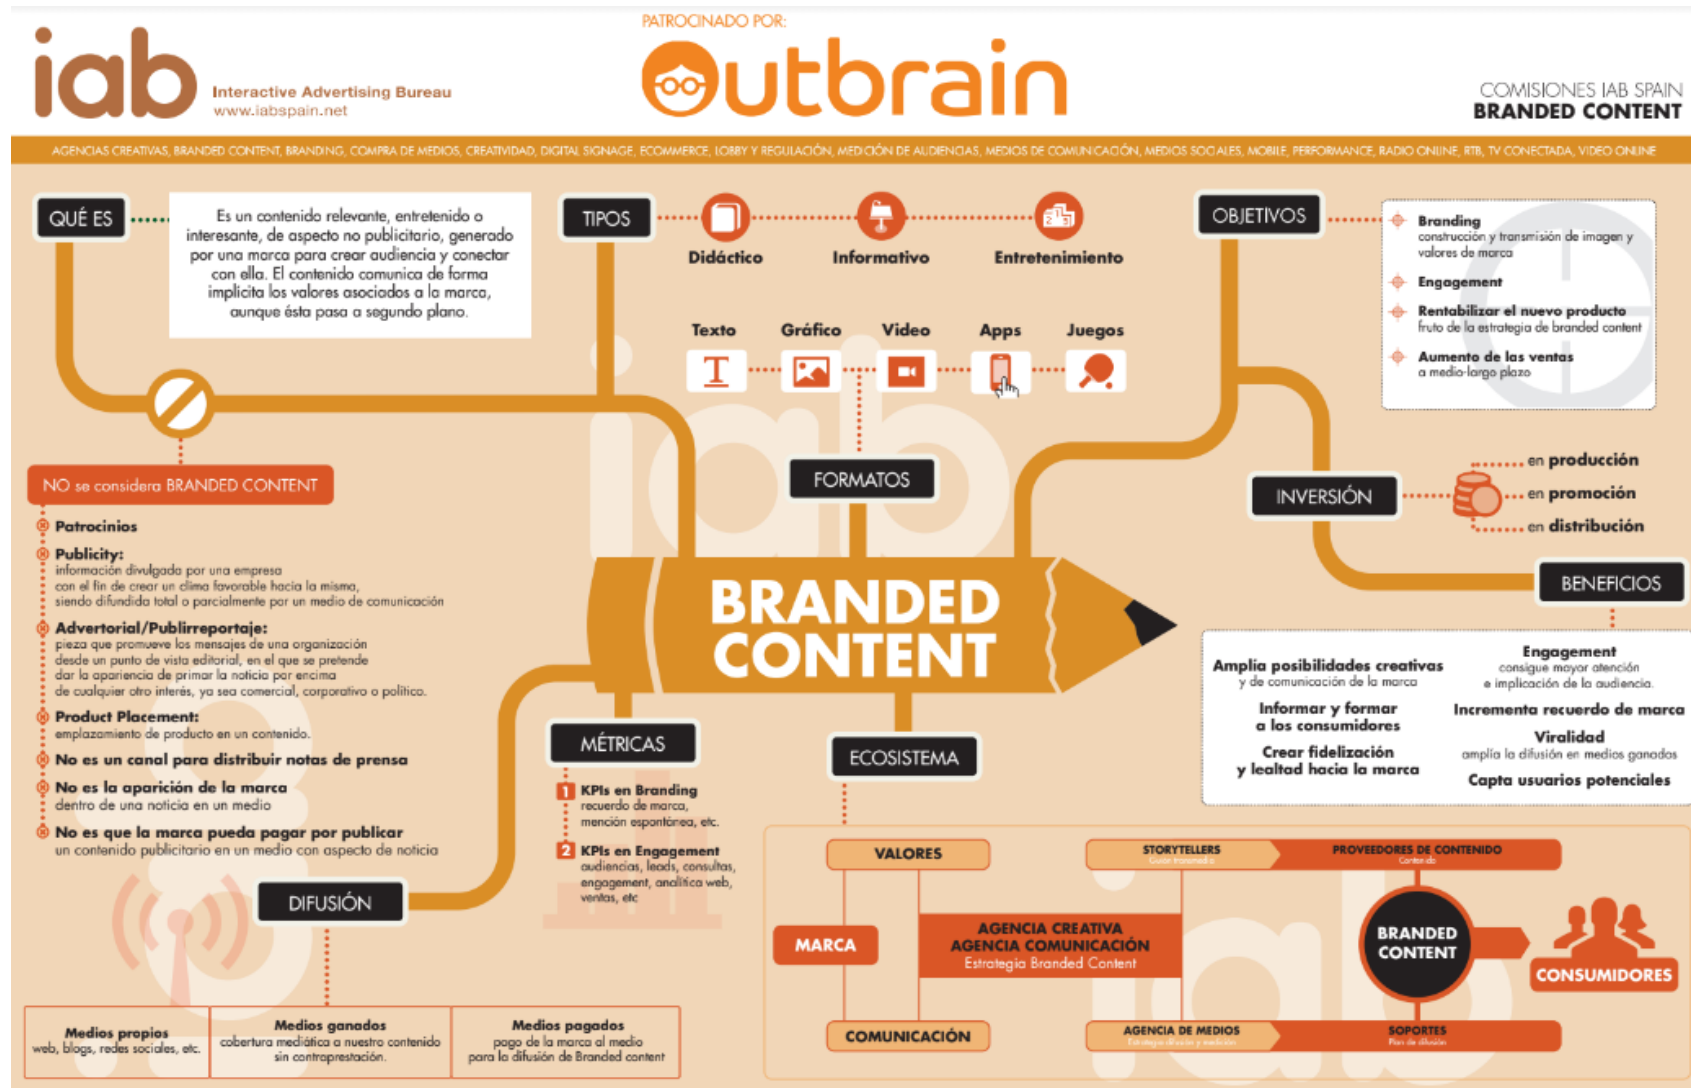 PATROCINADO POR:
iab
Interactive Advertising Bureau
www.iabspain.net
Outbrain
COMISIONES IAB SPAIN
BRANDED CONTENT
AGENCIAS CREATIVAS, BRANDED CONTENT, BRANDING, COMPRA DE MEDIOS, CREATIVIDAD, DIGITAL SIGNAGE, ECOMMERCE, LOBBY Y REGULACIÓN, MEDICIÓN DE AUDIENCIAS, MEDIOS DE COMUNICACIÓN, MEDIOS SOCIALES, MOBILE, PERFORMANCE, RADIO ONLINE, RTB, TV CONECTADA, VIDEO ONLINE
QUÉ ES
Es un contenido relevante, entretenido o
interesante, de aspecto no publicitario, generado
por una marca para crear audiencia y conectar
con ella. El contenido comunica de forma
implícita los valores asociados a la marca,
aunque ésta pasa a segundo plano.
TIPOS
Didáctico
Informativo
Entretenimiento
Texto
Gráfico
Video
Apps
Juegos
T
FORMATOS
OBJETIVOS
Branding
construcción y transmisión de imagen y
valores de marca
Engagement
Rentabilizar el nuevo producto
fruto de la estrategia de branded content
Aumento de las ventas
a medio-largo plazo
INVERSIÓN
en producción
en promoción
en distribución
BENEFICIOS
Amplía posibilidades creativas
y de comunicación de la marca
Informar y formar
a los consumidores
Crear fidelización
y lealtad hacia la marca
Engagement
consigue mayor atención
e implicación de la audiencia.
Incrementa recuerdo de marca
Viralidad
amplía la difusión en medios ganados
Capta usuarios potenciales
NO se considera BRANDED CONTENT
Patrocinios
Publicity:
información divulgada por una empresa
con el fin de crear un clima favorable hacia la misma,
siendo difundida total o parcialmente por un medio de comunicación
Advertorial/Publirreportaje:
pieza que promueve los mensajes de una organización
desde un punto de vista editorial, en el que se pretende
dar la apariencia de primar la noticia por encima
de cualquier otro interés, ya sea comercial, corporativo o político.
Product Placement:
emplazamiento de producto en un contenido.
No es un canal para distribuir notas de prensa
No es la aparición de la marca
dentro de una noticia en un medio
No es que la marca pueda pagar por publicar
un contenido publicitario en un medio con aspecto de noticia
BRANDED
CONTENT
MÉTRICAS
1 KPIs en Branding
recuerdo de marca,
mención espontánea, etc.
2 KPIs en Engagement
audiencias, leads, consultas,
engagement, analítica web,
ventas, etc
DIFUSIÓN
Medios propios
web, blogs, redes sociales, etc.
Medios ganados
cobertura mediática a nuestro contenido
sin contraprestación.
Medios pagados
pago de la marca al medio
para la difusión de Branded content
ECOSISTEMA
VALORES
MARCA
COMUNICACIÓN
AGENCIA CREATIVA
AGENCIA COMUNICACIÓN
Estrategia Branded Content
STORYTELLERS
Guión transmedia
PROVEEDORES DE CONTENIDO
Contenido
AGENCIA DE MEDIOS
Estrategia difusión y medición
SOPORTES
Plan de difusión
BRANDED
CONTENT
CONSUMIDORES
iab
iab
iab